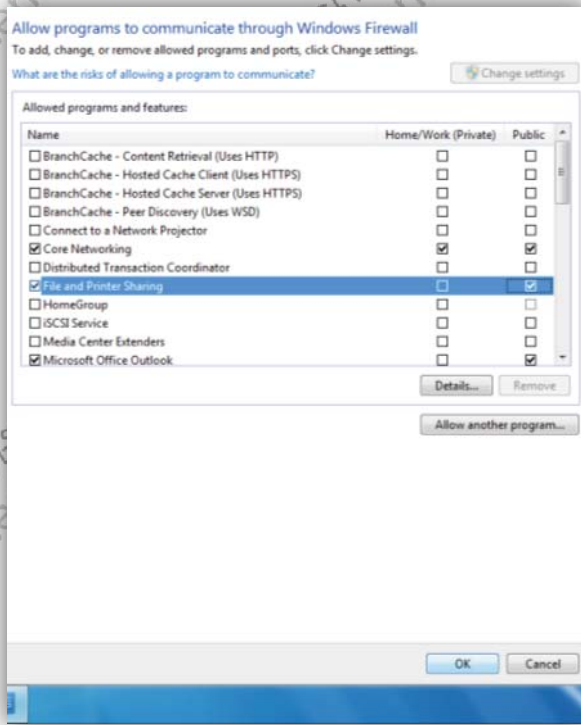 Allow programs to communicate through Windows Firewall
To add, change, or remove allowed programs and ports, click Change settings.
What are the risks of allowing a program to communicate?
Change settings
Allowed programs and features:
Name Home/Work (Private) Public
BranchCache - Content Retrieval (Uses HTTP)
BranchCache - Hosted Cache Client (Uses HTTPS)
BranchCache - Hosted Cache Server (Uses HTTPS)
BranchCache - Peer Discovery (Uses WSD)
Connect to a Network Projector
Core Networking
Distributed Transaction Coordinator
File and Printer Sharing
HomeGroup
iSCSI Service
Media Center Extenders
Microsoft Office Outlook
Details... Remove
Allow another program...
OK Cancel